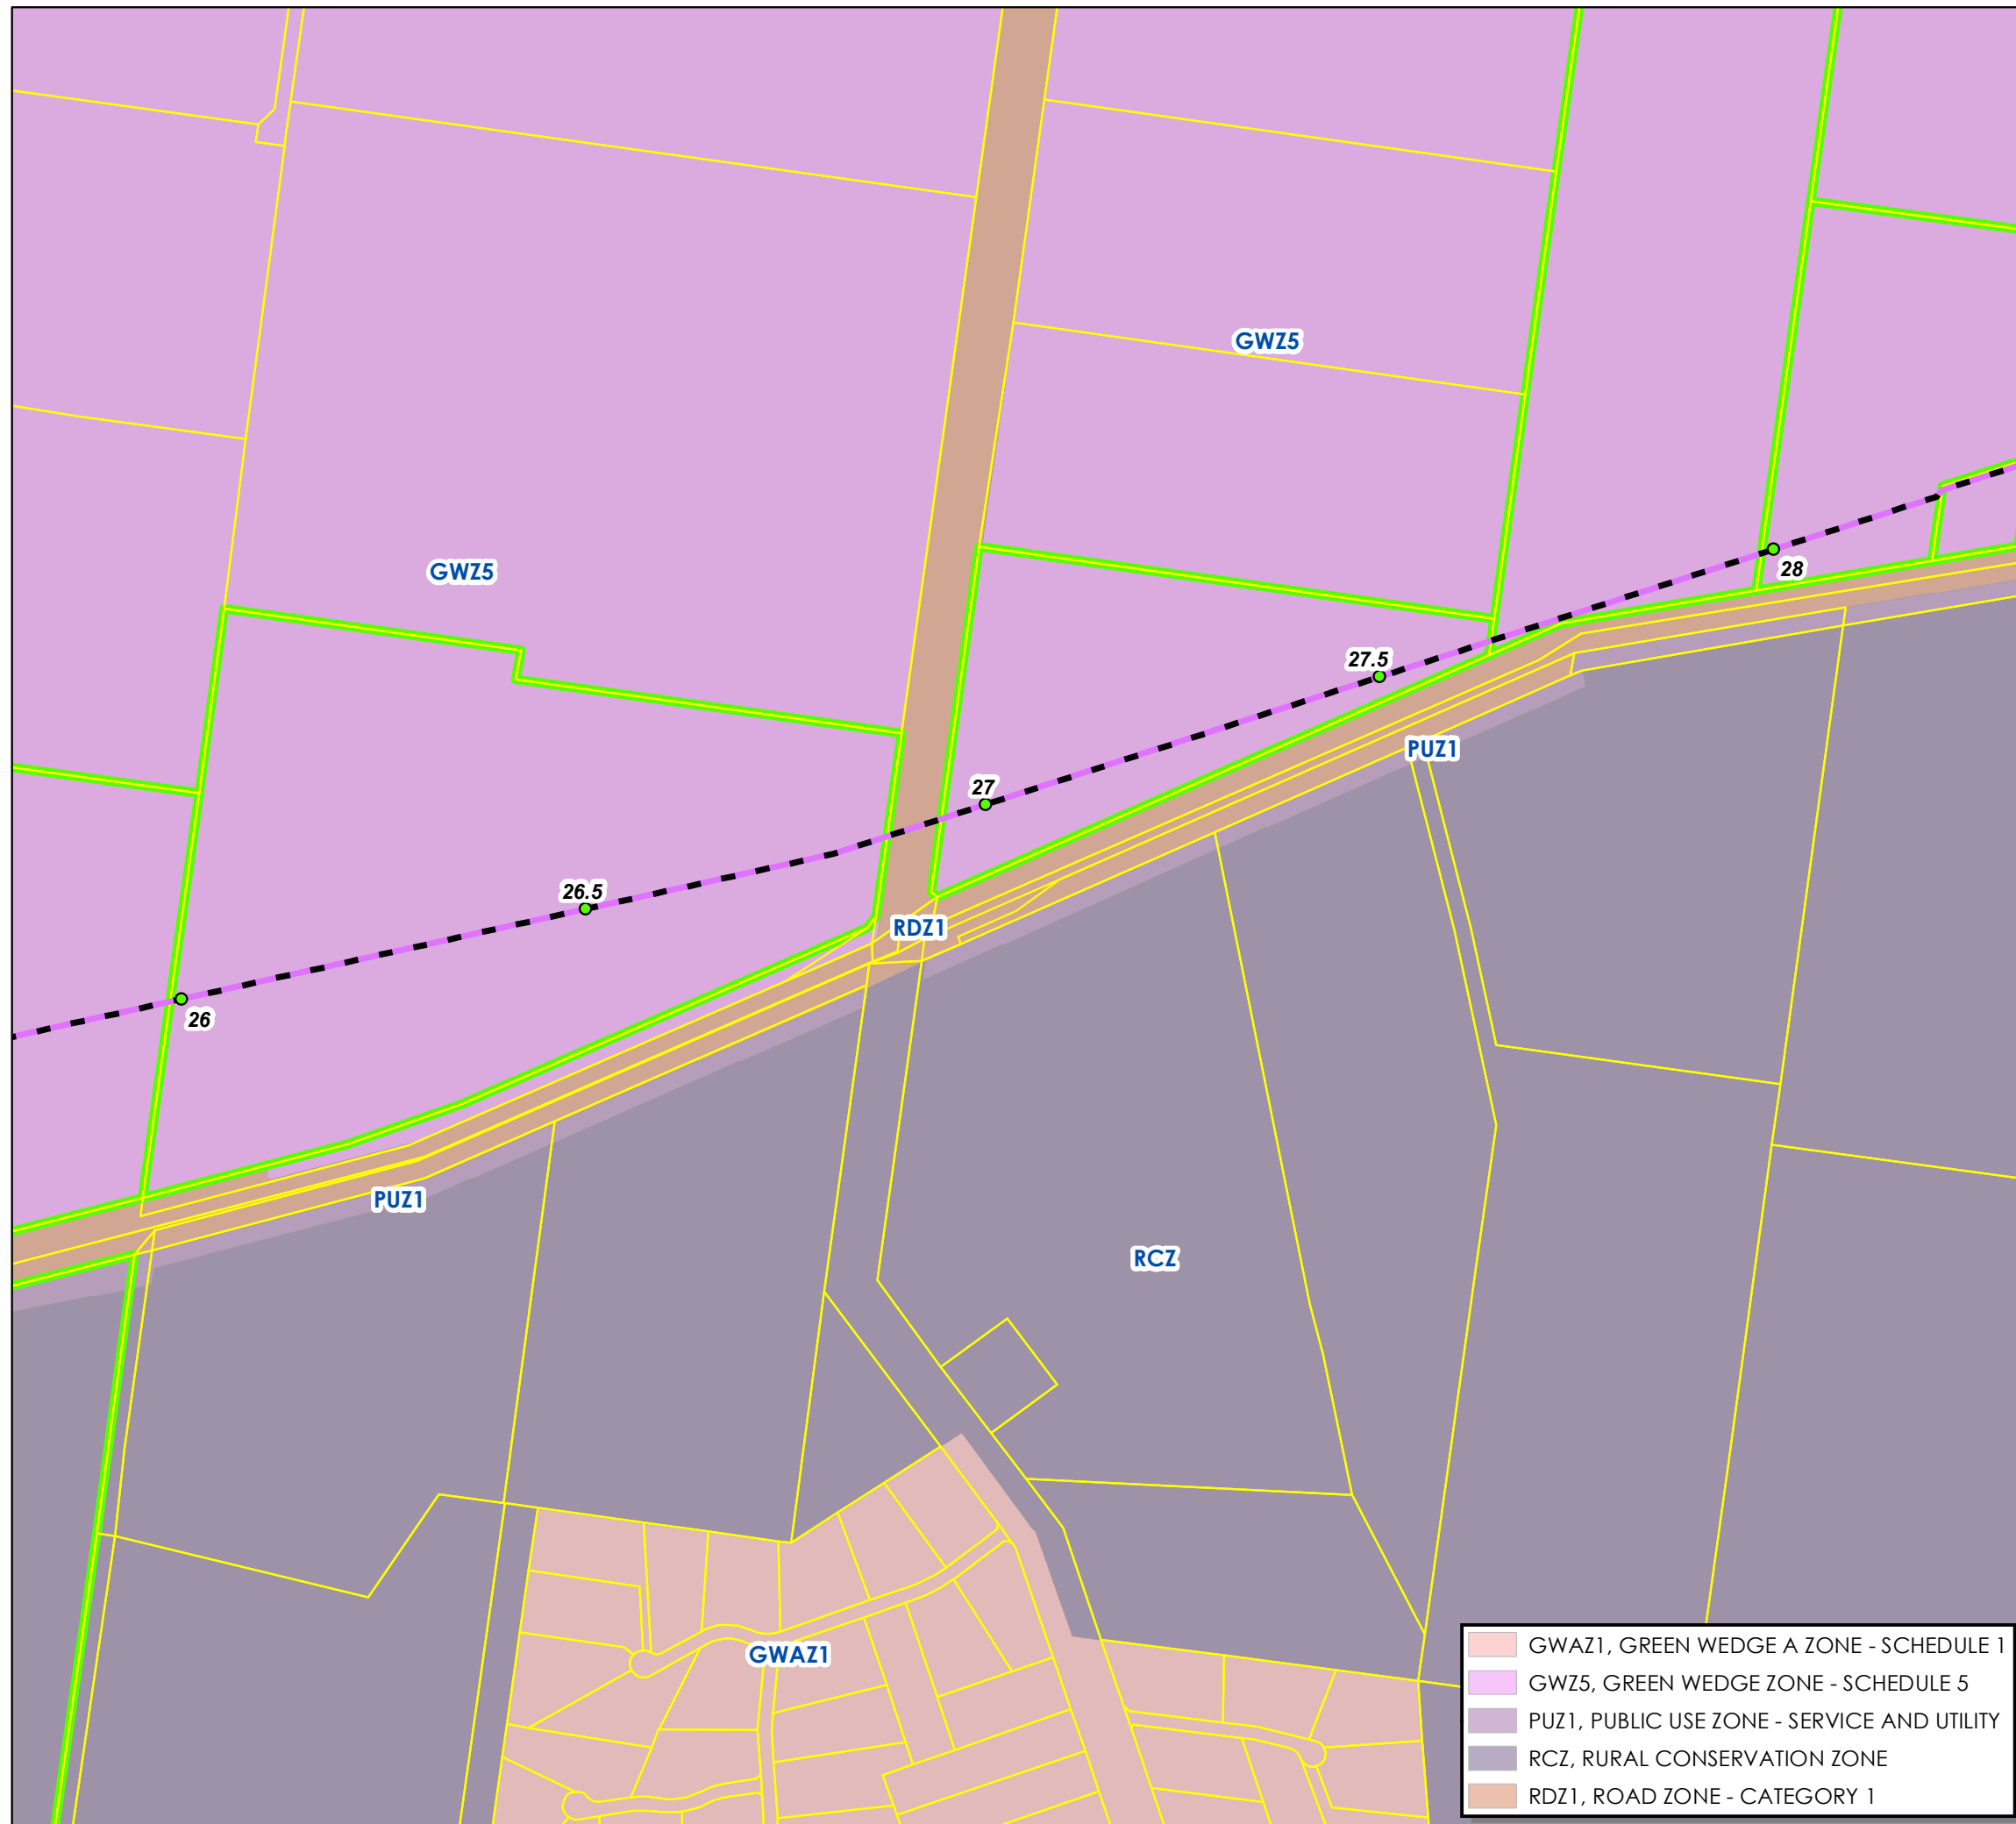 GWZ5
GWZ5
28
27.5
PUZ1
27
26.5
RDZ1
26
PUZ1
RCZ
GWAZ1
GWAZ1, GREEN WEDGE A ZONE - SCHEDULE 1
GWZ5, GREEN WEDGE ZONE - SCHEDULE 5
PUZ1, PUBLIC USE ZONE - SERVICE AND UTILITY
RCZ, RURAL CONSERVATION ZONE
RDZ1, ROAD ZONE - CATEGORY 1